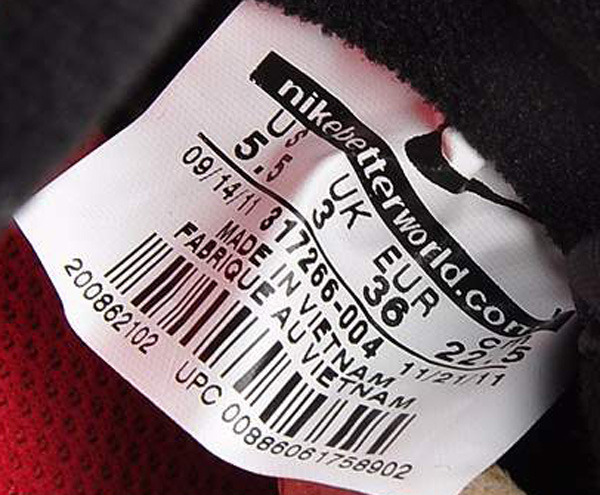 nikebetterworld.com
US UK EUR cm
5.5 3 36 22.5
09/14/11 317266-004 11/21/11
MADE IN VIETNAM
FABRIQUE AU VIETNAM
200862102 UPC 00886061758902